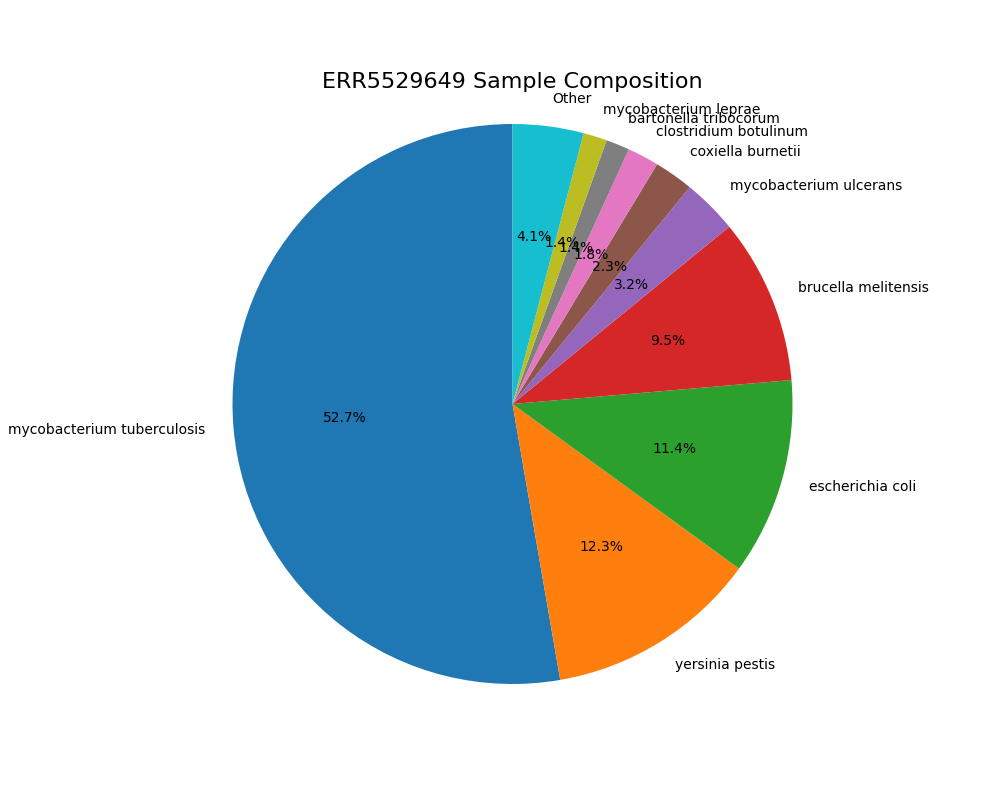 ERR5529649 Sample Composition
Other
mycobacterium leprae
bartonella tribocorum
clostridium botulinum
coxiella burnetii
mycobacterium ulcerans
brucella melitensis
escherichia coli
yersinia pestis
mycobacterium tuberculosis
4.1%
1.4%
1.4%
1.8%
2.3%
3.2%
9.5%
11.4%
12.3%
52.7%